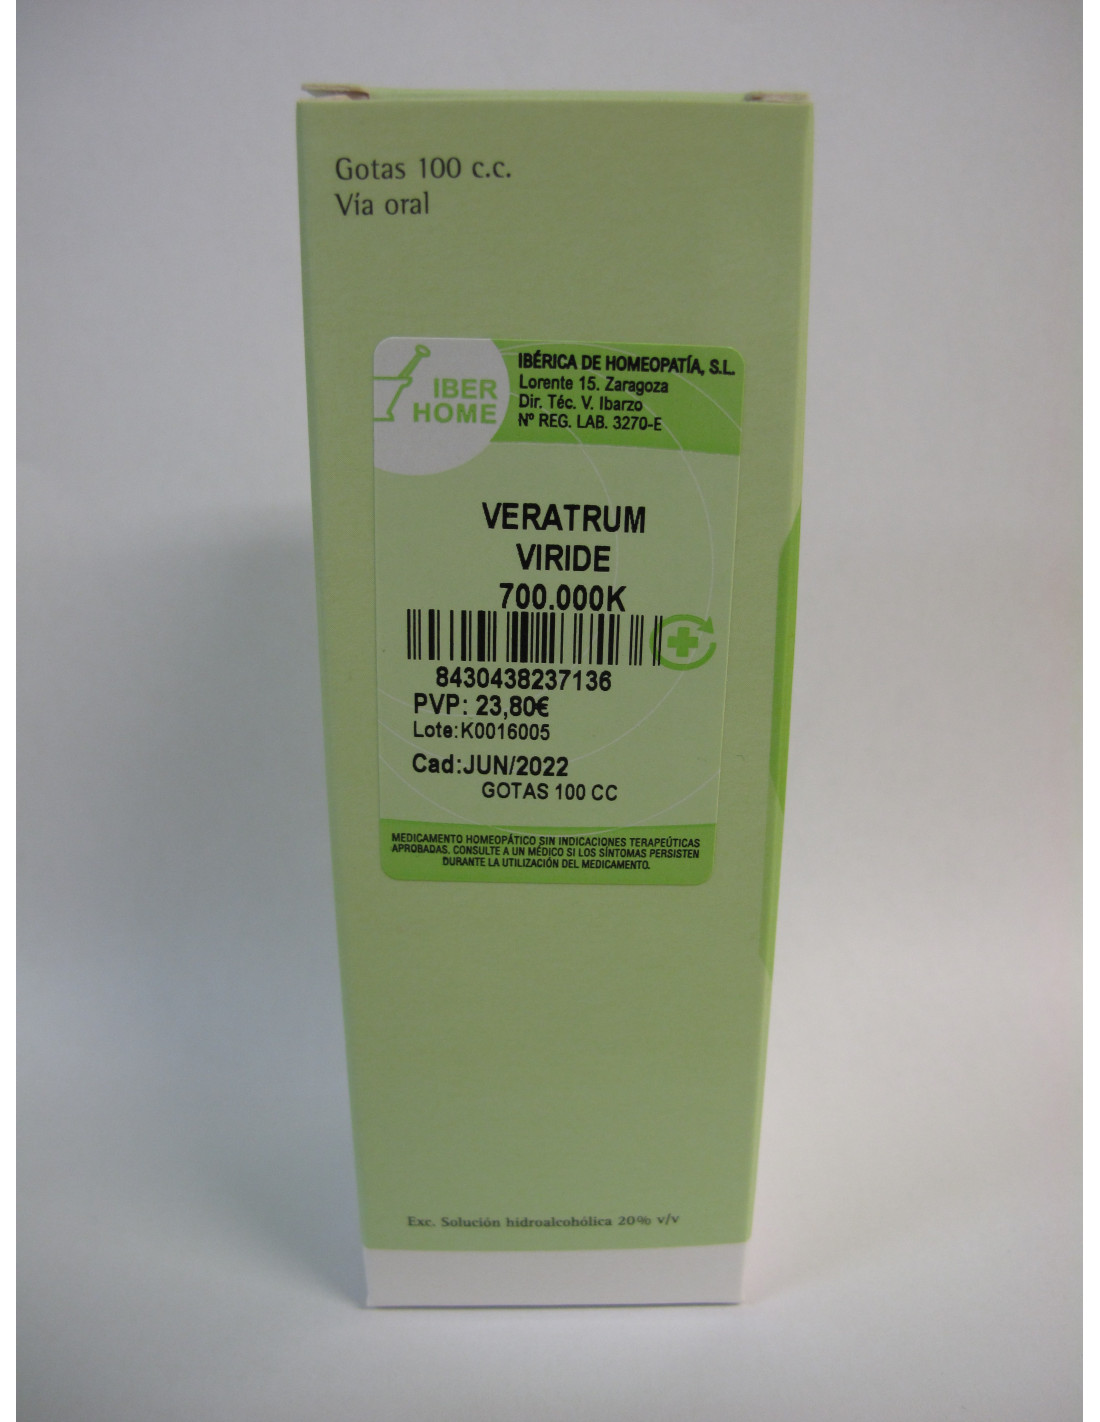 Gotas 100 c.c.
Vía oral
IBER
HOME
IBÉRICA DE HOMEOPATÍA, S.L.
Lorente 15. Zaragoza
Dir. Téc. V. Ibarzo
Nº REG. LAB. 3270-E
VERATRUM
VIRIDE
700.000K
8430438237136
PVP: 23,80€
Lote:K0016005
Cad:JUN/2022
GOTAS 100 CC
MEDICAMENTO HOMEOPÁTICO SIN INDICACIONES TERAPEÚTICAS
APROBADAS. CONSULTE A UN MÉDICO SI LOS SÍNTOMAS PERSISTEN
DURANTE LA UTILIZACIÓN DEL MEDICAMENTO.
Exc. Solución hidroalcohólica 20% v/v